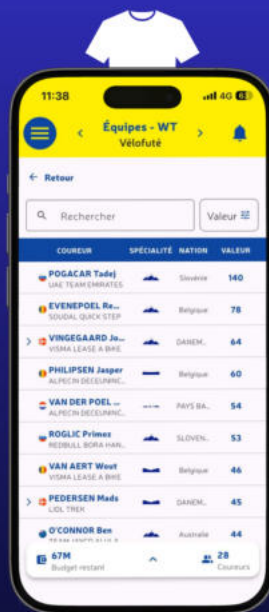 11:38
4G 63
Équipes - WT
Vélofuté
← Retour
Rechercher
Valeur
COUREUR SPÉCIALITÉ NATION VALEUR
POGACAR Tadej Slovénie 140
UAE TEAM EMIRATES
EVENEPOEL Re... Belgique 78
SOUDAL QUICK STEP
VINGEGAARD Jo... DANEM... 64
VISMA LEASE A BIKE
PHILIPSEN Jasper Belgique 60
ALPECIN DECEUNINC...
VAN DER POEL ... PAYS BA... 54
ALPECIN DECEUNINC...
ROGLIC Primoz SLOVEN... 53
REDBULL BORA HAN...
VAN AERT Wout Belgique 46
VISMA LEASE A BIKE
PEDERSEN Mads DANEM... 45
LIDL TREK
O'CONNOR Ben Australie 44
67M
Budget restant
28
Coureurs